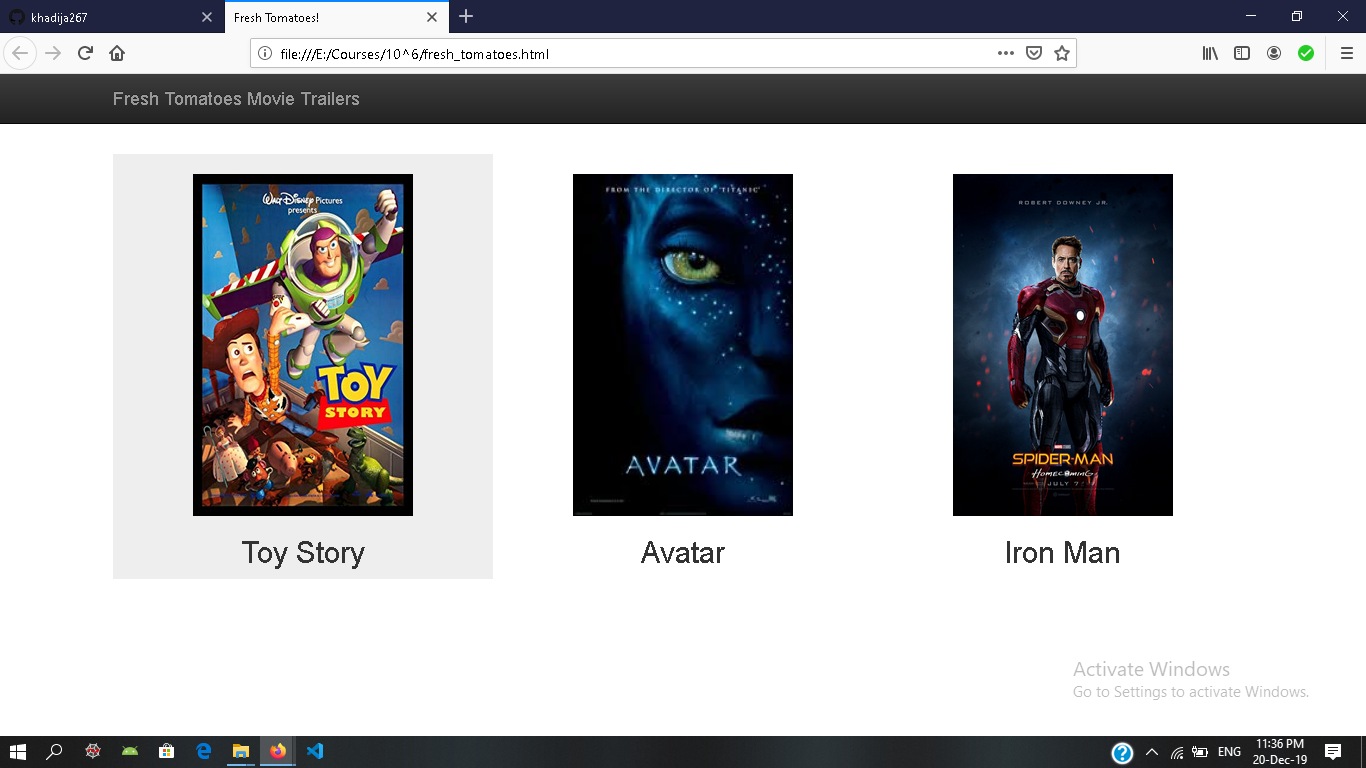 khadija267
Fresh Tomatoes!
file:///E:/Courses/10^6/fresh_tomatoes.html
Fresh Tomatoes Movie Trailers
WALT DISNEY Pictures
presents
TOY
STORY
Toy Story
FROM THE DIRECTOR OF 'TITANIC'
AVATAR
Avatar
ROBERT DOWNEY JR.
SPIDER-MAN
HOMECOMING
JULY 7
Iron Man
Activate Windows
Go to Settings to activate Windows.
ENG
11:36 PM
20-Dec-19